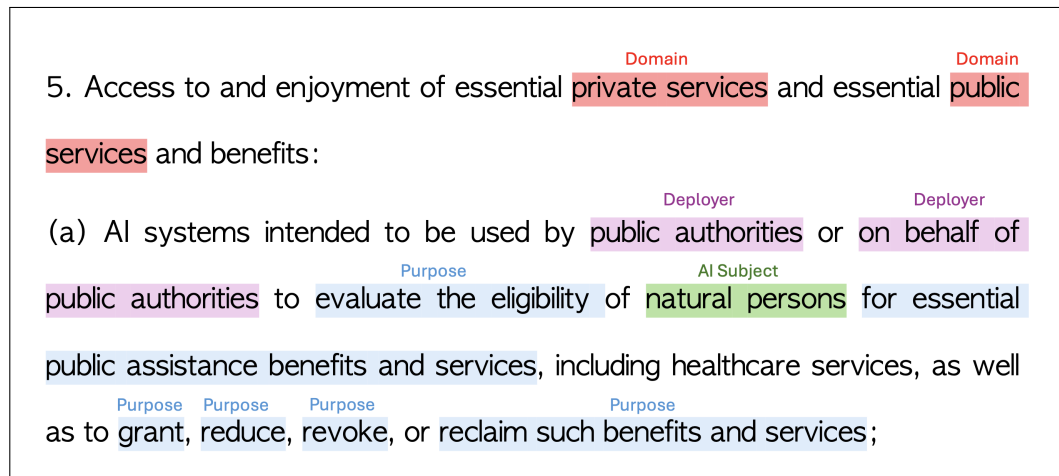 Domain Domain
5. Access to and enjoyment of essential private services and essential public
services and benefits:
Deployer Deployer
(a) AI systems intended to be used by public authorities or on behalf of
Purpose AI Subject
public authorities to evaluate the eligibility of natural persons for essential
public assistance benefits and services, including healthcare services, as well
Purpose Purpose Purpose Purpose
as to grant, reduce, revoke, or reclaim such benefits and services;